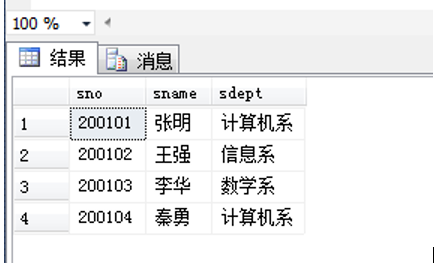 100 %
结果 消息
sno sname sdept
1 200101 张明 计算机系
2 200102 王强 信息系
3 200103 李华 数学系
4 200104 秦勇 计算机系